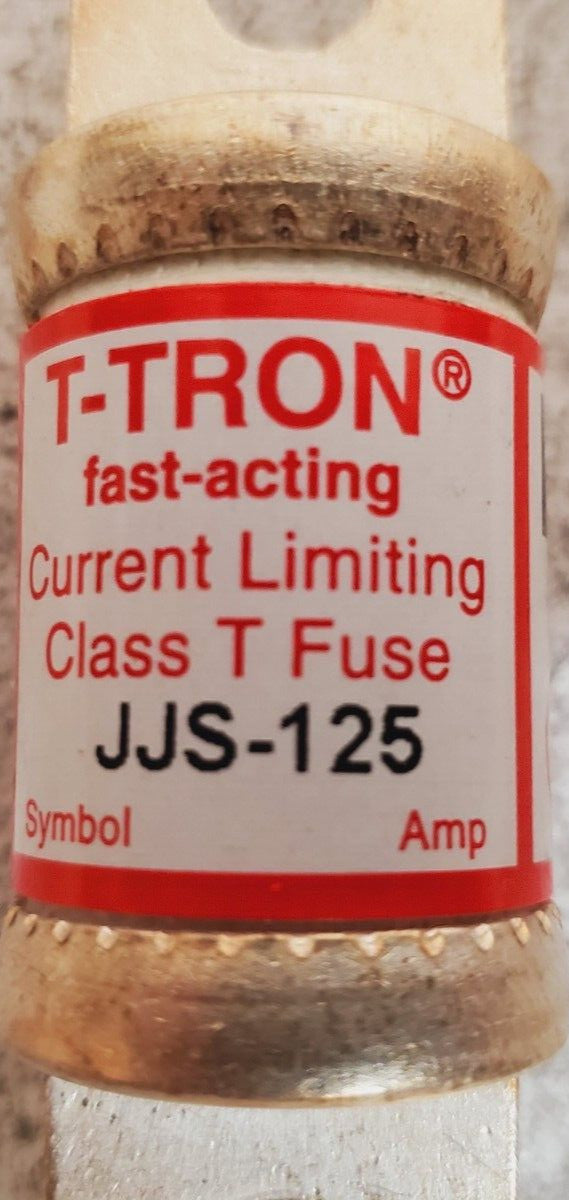 T-TRON®
fast-acting
Current Limiting
Class T Fuse
JJS-125
Symbol Amp